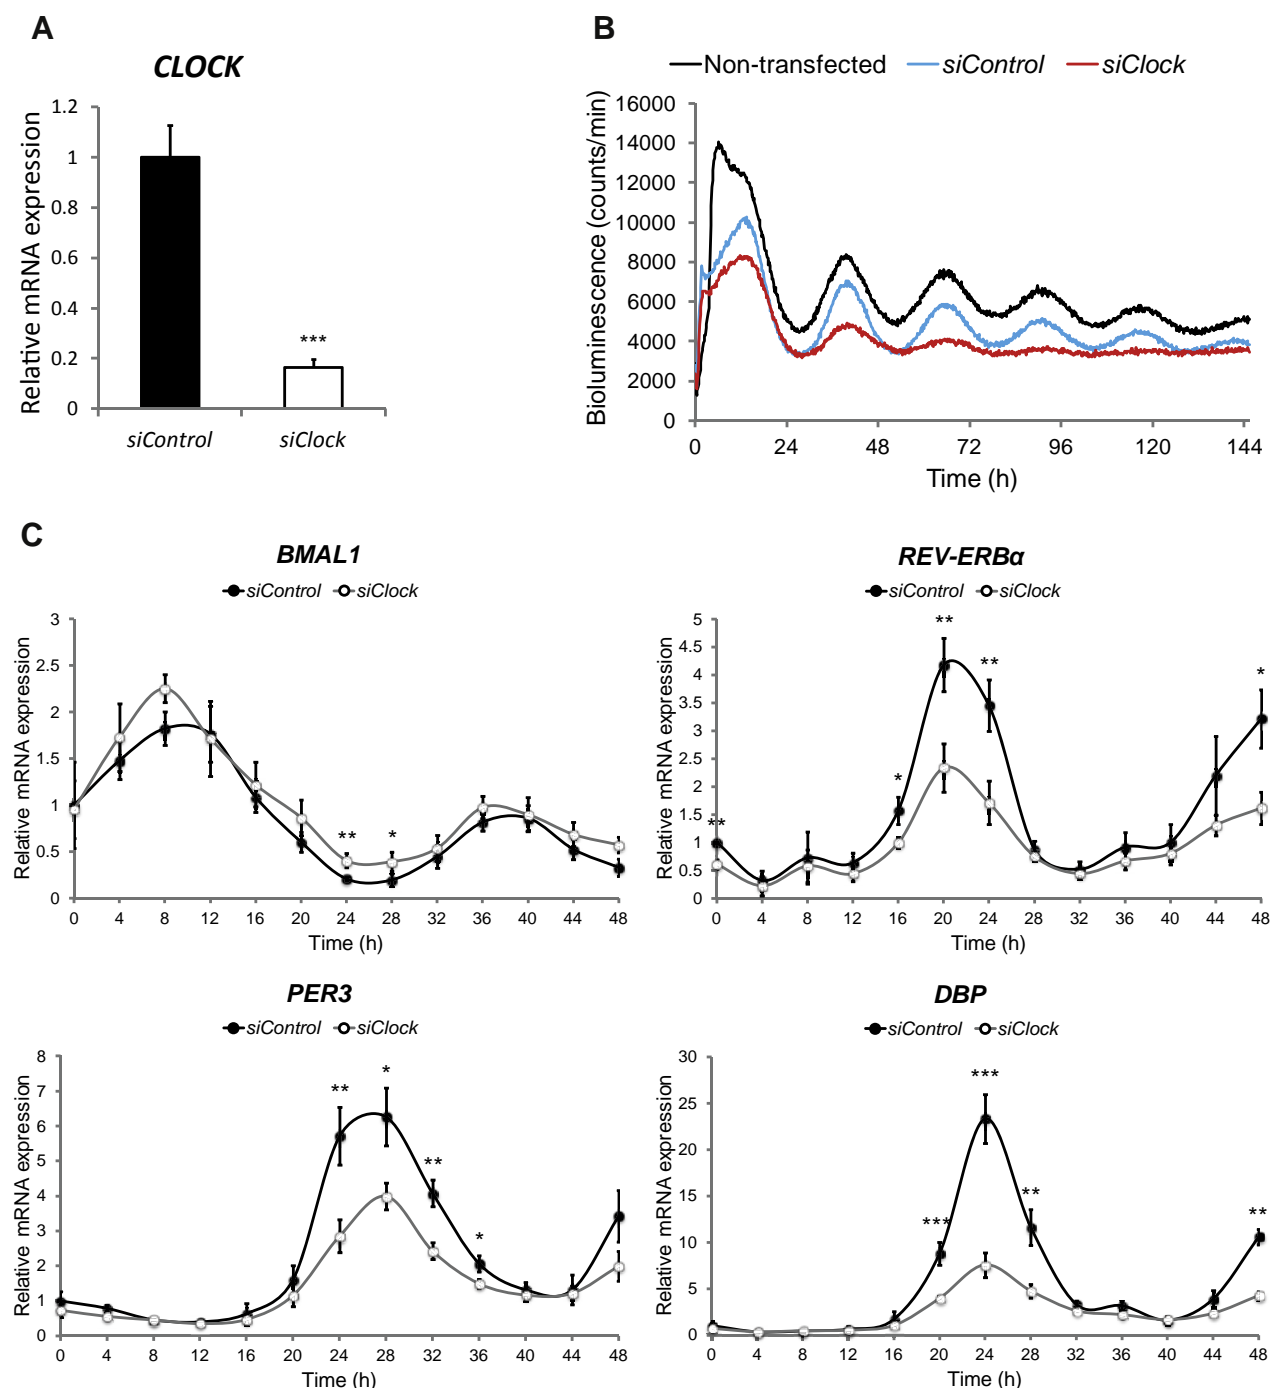 A
CLOCK
Relative mRNA expression
1.2
1
0.8
0.6
0.4
0.2
0
***
siControl
siClock
B
Non-transfected siControl siClock
Bioluminescence (counts/min)
16000
14000
12000
10000
8000
6000
4000
2000
0
0 24 48 72 96 120 144
Time (h)
C
BMAL1
siControl siClock
Relative mRNA expression
3
2.5
2
1.5
1
0.5
0
** *
0 4 8 12 16 20 24 28 32 36 40 44 48
Time (h)
REV-ERBα
siControl siClock
Relative mRNA expression
5
4.5
4
3.5
3
2.5
2
1.5
1
0.5
0
** * ** ** *
0 4 8 12 16 20 24 28 32 36 40 44 48
Time (h)
PER3
siControl siClock
Relative mRNA expression
8
7
6
5
4
3
2
1
0
** * ** *
0 4 8 12 16 20 24 28 32 36 40 44 48
Time (h)
DBP
siControl siClock
Relative mRNA expression
30
25
20
15
10
5
0
*** *** ** **
0 4 8 12 16 20 24 28 32 36 40 44 48
Time (h)